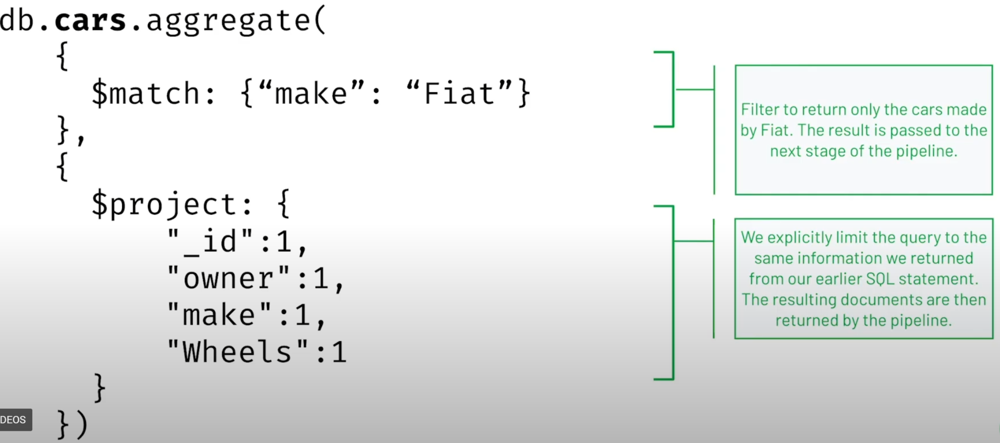 db.cars.aggregate(
{
$match: {“make”: “Fiat”}
},
{
$project: {
"_id":1,
"owner":1,
"make":1,
"Wheels":1
}
})
Filter to return only the cars made
by Fiat. The result is passed to the
next stage of the pipeline.
We explicitly limit the query to the
same information we returned
from our earlier SQL statement.
The resulting documents are then
returned by the pipeline.
DEOS